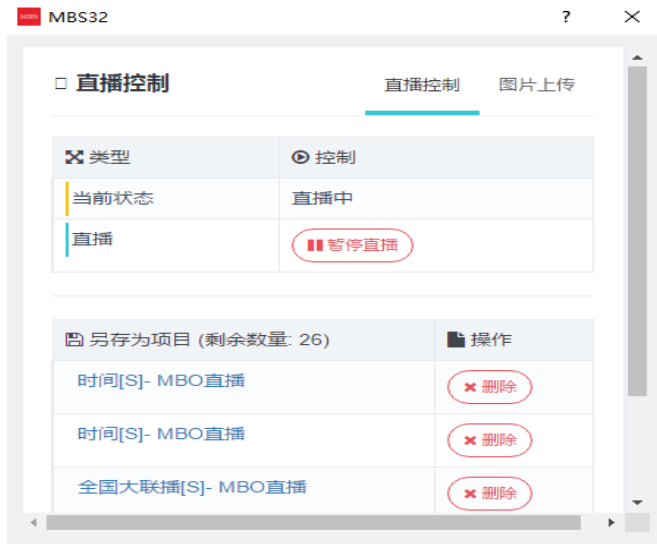 MBS MBS32
直播控制 直播控制 图片上传
类型 控制
当前状态 直播中
直播 暂停直播
另存为项目 (剩余数量: 26) 操作
时间[S]- MBO直播 删除
时间[S]- MBO直播 删除
全国大联播[S]- MBO直播 删除